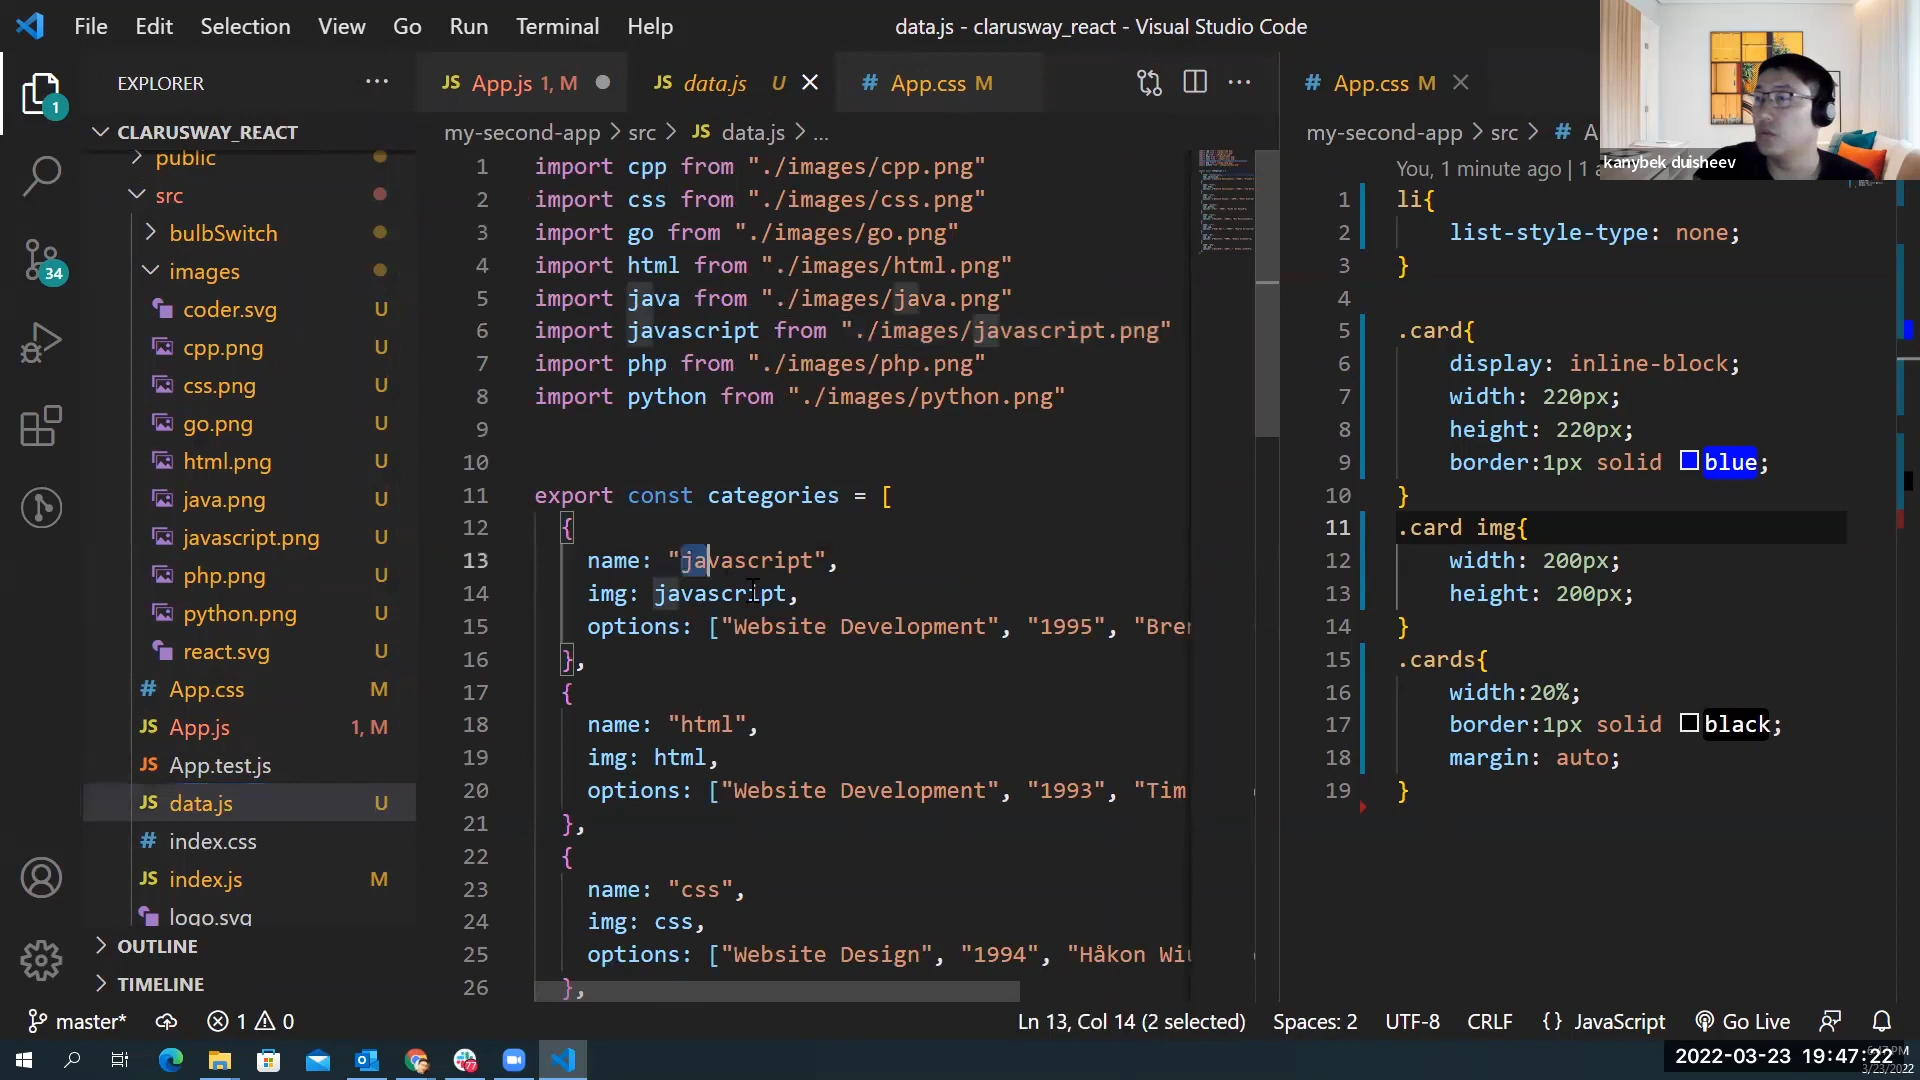 File Edit Selection View Go Run Terminal Help
data.js - clarusway_react - Visual Studio Code
kanybek duisheev
EXPLORER
1
34
CLARUSWAY_REACT
public
src
bulbSwitch
images
coder.svg U
cpp.png U
css.png U
go.png U
html.png U
java.png U
javascript.png U
php.png U
python.png U
react.svg U
# App.css M
JS App.js 1, M
JS App.test.js
JS data.js U
# index.css
JS index.js M
logo.svg
OUTLINE
TIMELINE
JS App.js 1, M
JS data.js U
# App.css M
my-second-app > src > JS data.js > ...
1 import cpp from "./images/cpp.png"
2 import css from "./images/css.png"
3 import go from "./images/go.png"
4 import html from "./images/html.png"
5 import java from "./images/java.png"
6 import javascript from "./images/javascript.png"
7 import php from "./images/php.png"
8 import python from "./images/python.png"
9
10
11 export const categories = [
12 {
13 name: "javascript",
14 img: javascript,
15 options: ["Website Development", "1995", "Bren
16 },
17 {
18 name: "html",
19 img: html,
20 options: ["Website Development", "1993", "Tim
21 },
22 {
23 name: "css",
24 img: css,
25 options: ["Website Design", "1994", "Håkon Wiu
26 },
# App.css M
my-second-app > src > # A
You, 1 minute ago | 1 a
1 li{
2 list-style-type: none;
3 }
4
5 .card{
6 display: inline-block;
7 width: 220px;
8 height: 220px;
9 border:1px solid blue;
10 }
11 .card img{
12 width: 200px;
13 height: 200px;
14 }
15 .cards{
16 width:20%;
17 border:1px solid black;
18 margin: auto;
19 }
master* 1 0
Ln 13, Col 14 (2 selected) Spaces: 2 UTF-8 CRLF {} JavaScript Go Live
77
2022-03-23 19:47:22
3/23/2022